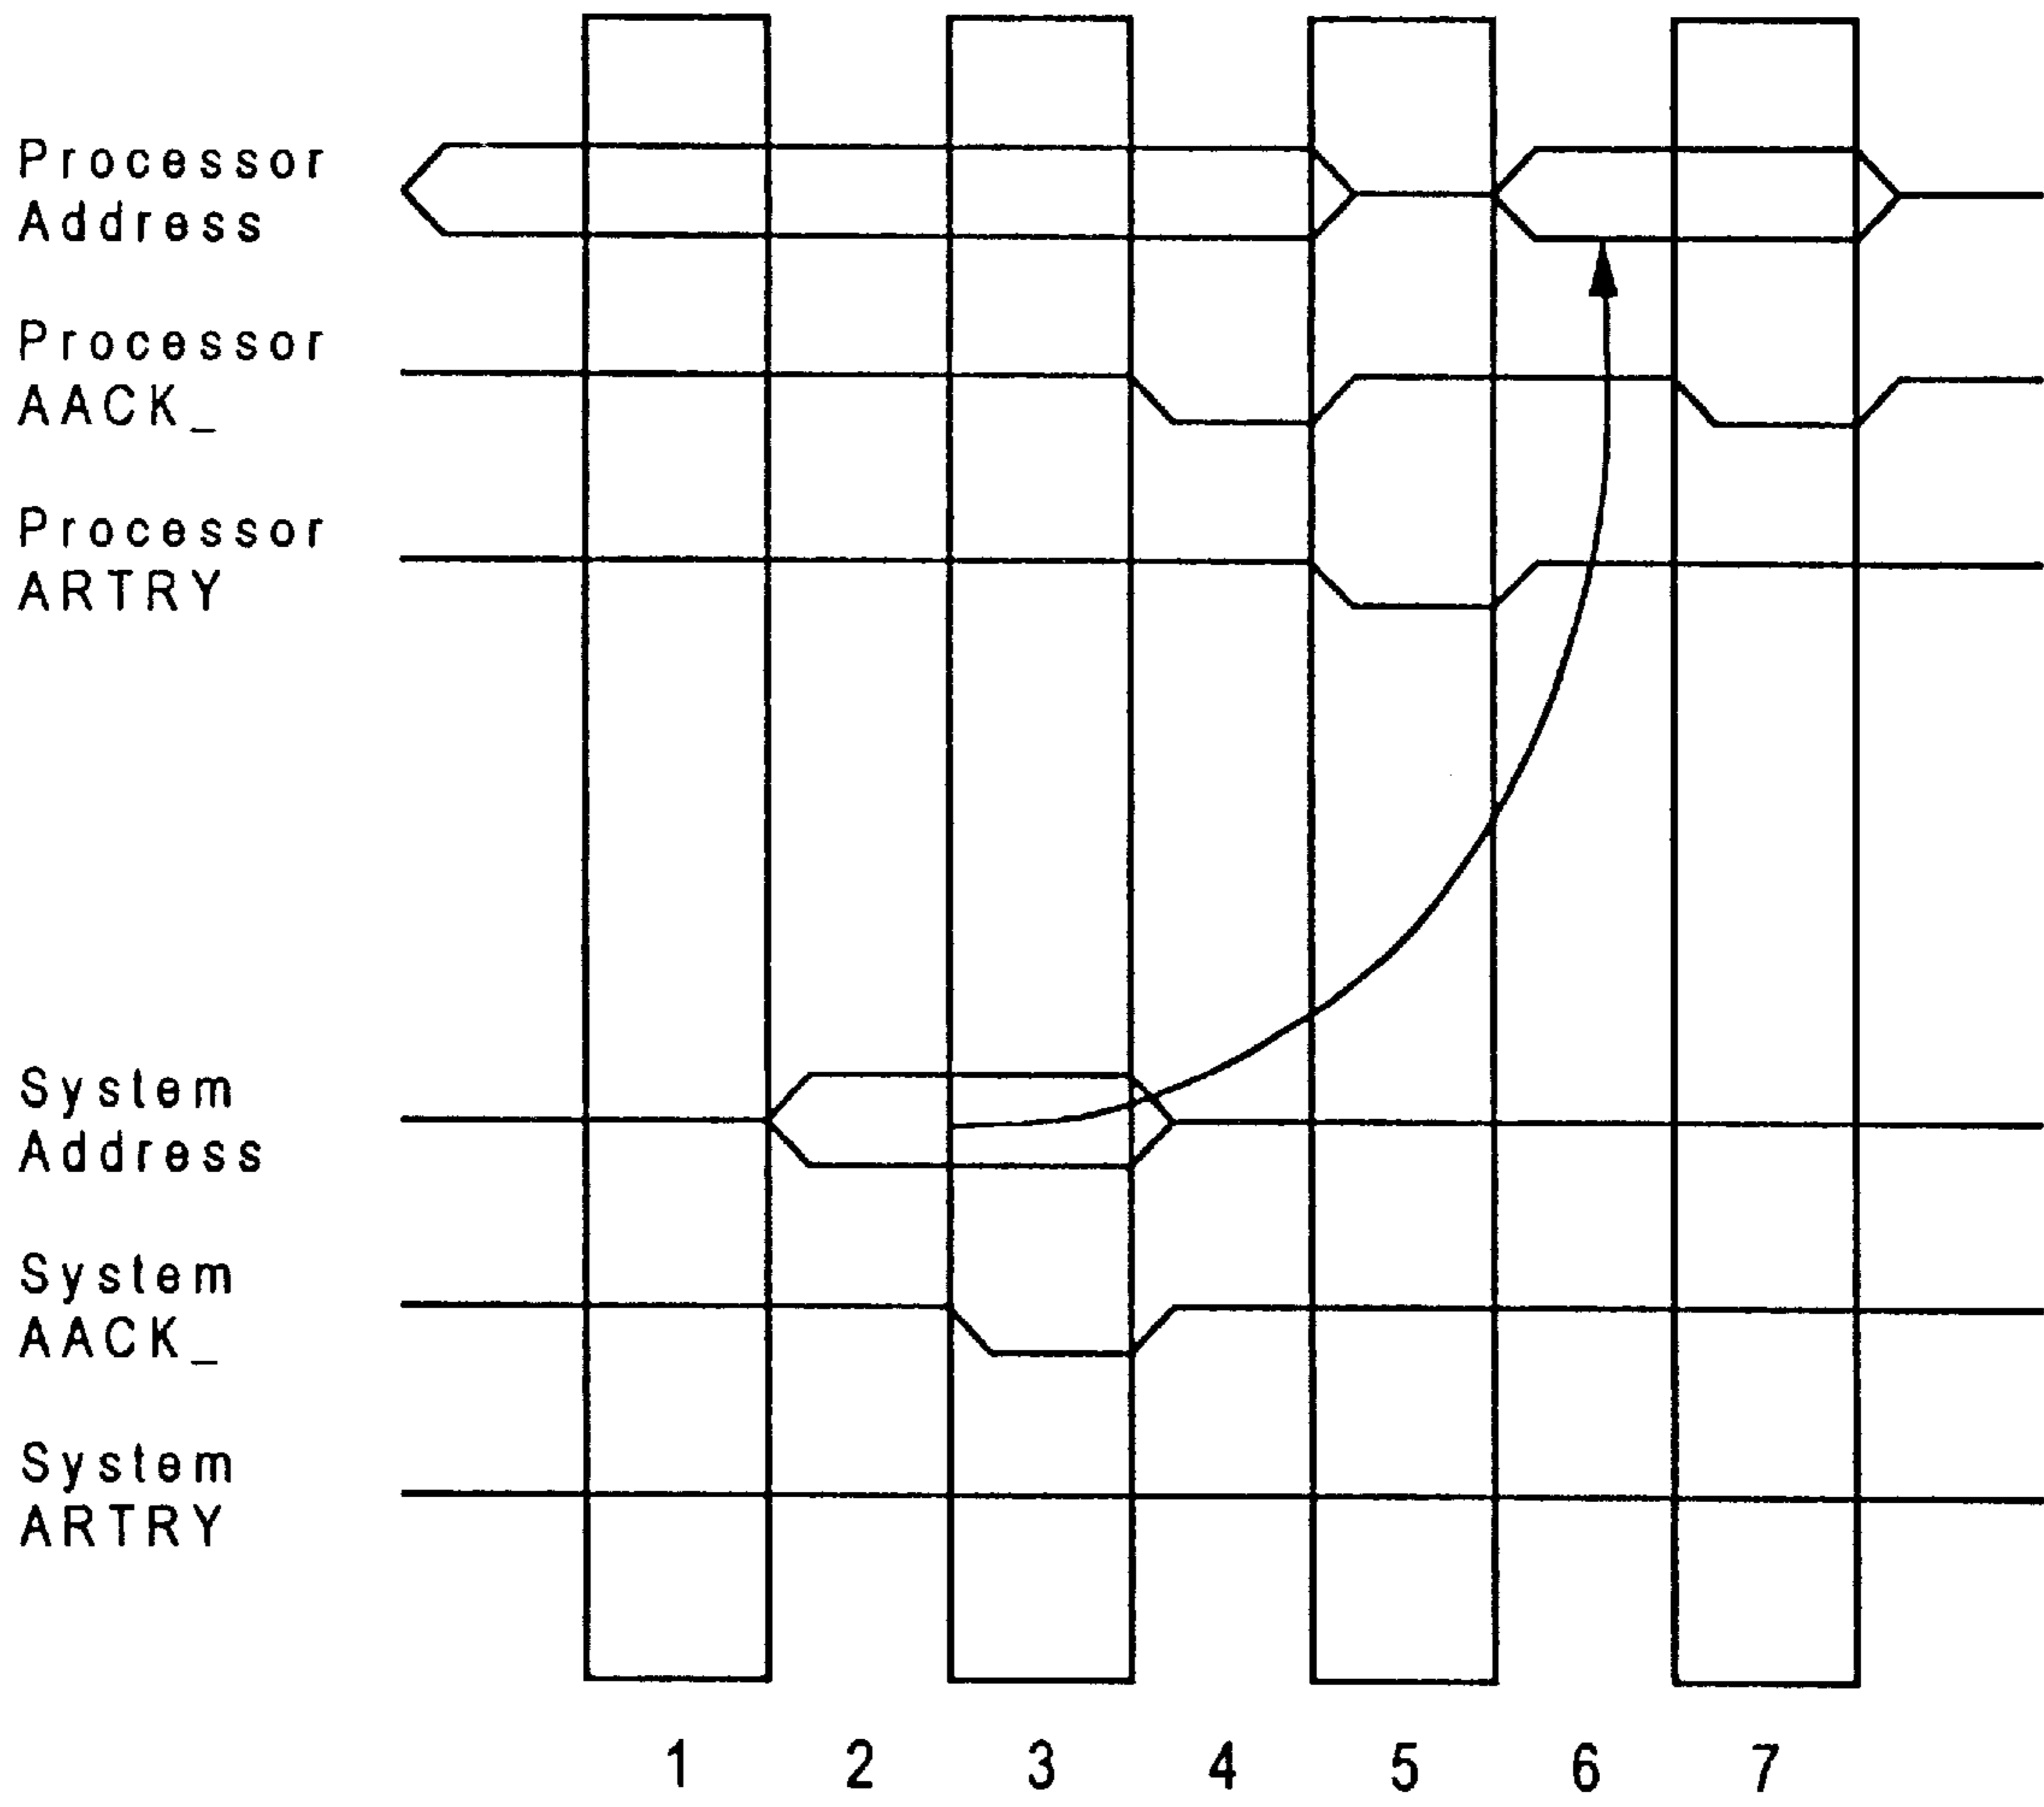 Processor
Address
Processor
AACK_
Processor
ARTRY
System
Address
System
AACK_
System
ARTRY
1 2 3 4 5 6 7